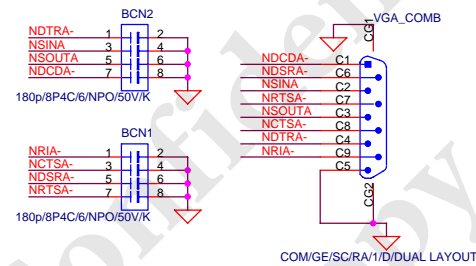 BCN2
NDTRA- 1 2
NSINA 3 4
NSOUTA 5 6
NDCDA- 7 8
180p/8P4C/6/NPO/50V/K
BCN1
NRIA- 1 2
NCTSA- 3 4
NDSRA- 5 6
NRTSA- 7 8
180p/8P4C/6/NPO/50V/K
VGA_COMB
CG1
NDCDA- C1
NDSRA- C6
NSINA C2
NRTSA- C7
NSOUTA C3
NCTSA- C8
NDTRA- C4
NRIA- C9
C5
CG2
COM/GE/SC/RA/1/D/DUAL LAYOUT